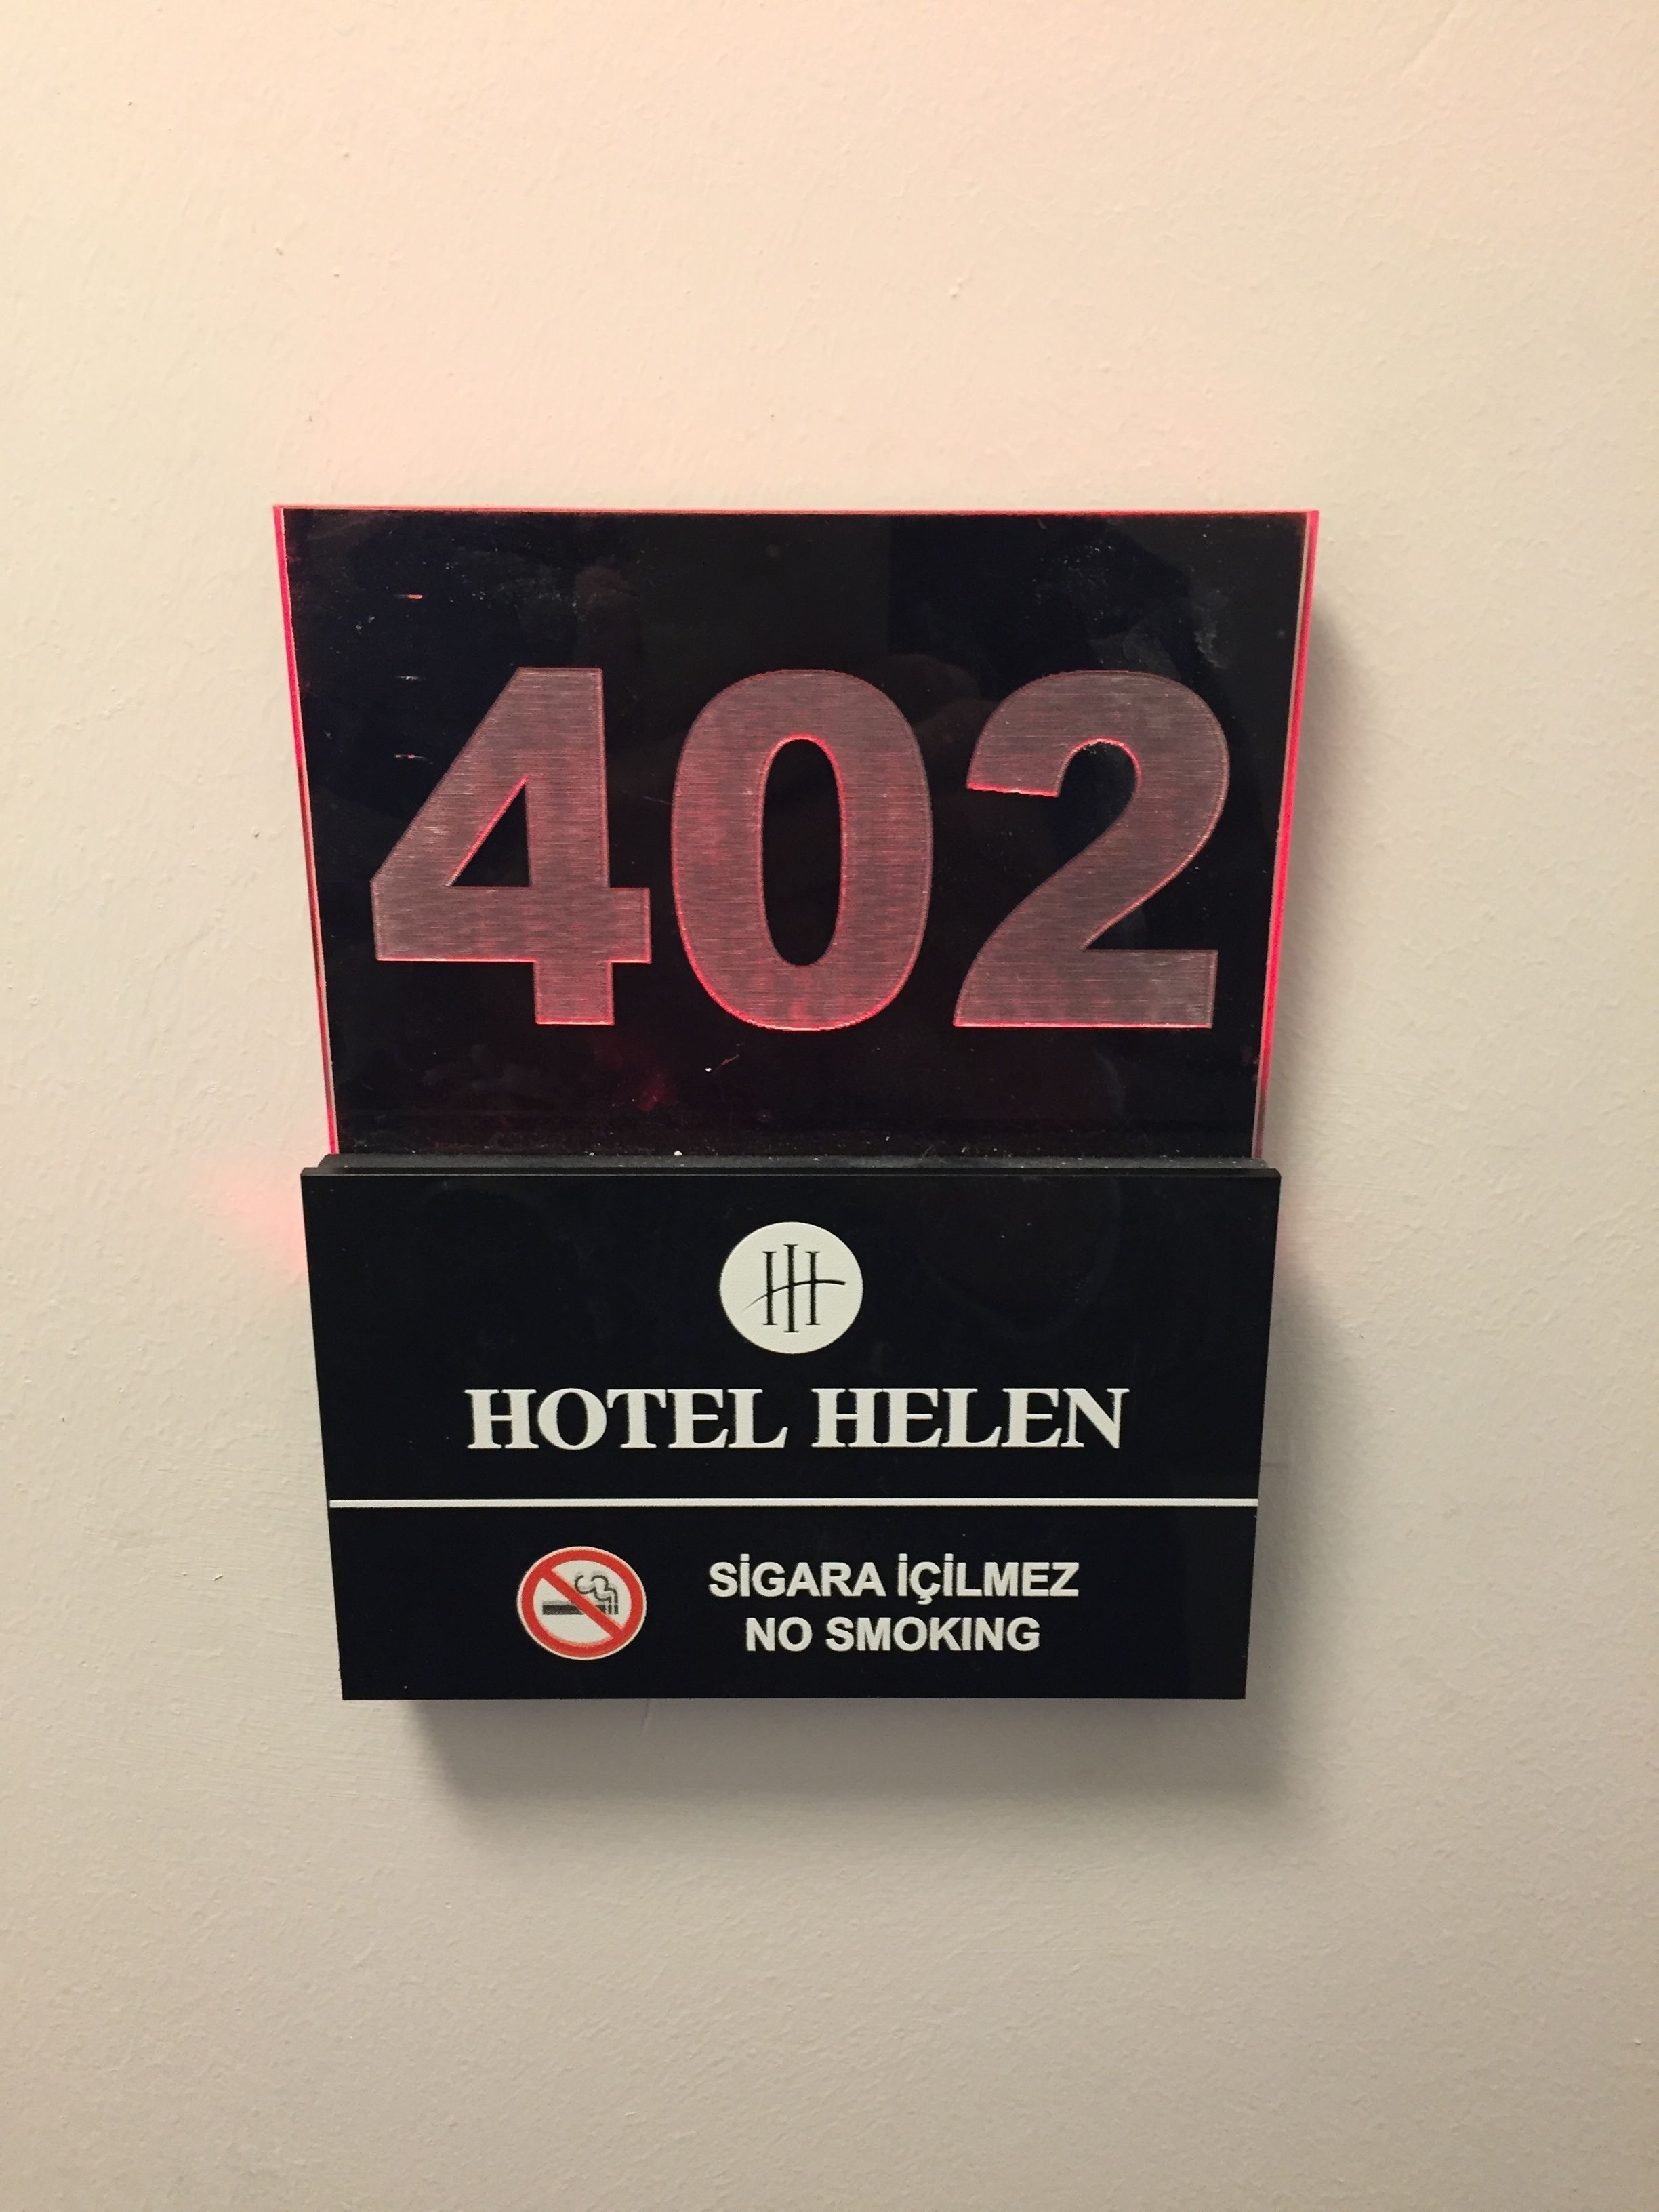 402
HOTEL HELEN
SİGARA İÇİLMEZ
NO SMOKING